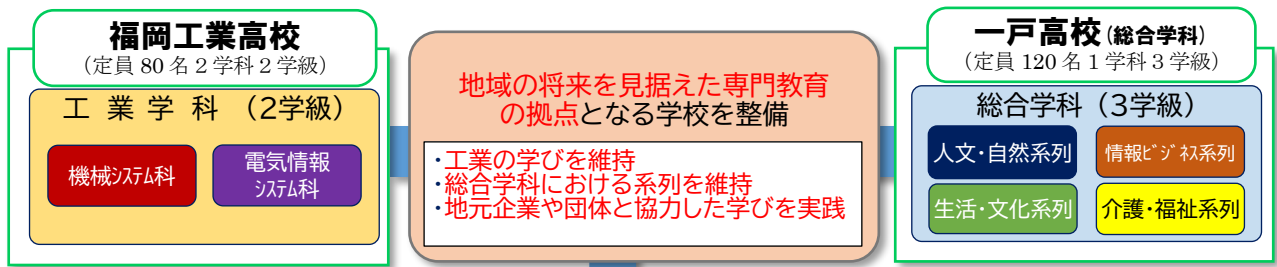 福岡工業高校
（定員 80 名 2 学科 2 学級）
工 業 学 科 （2学級）
機械ｼｽﾃﾑ科
電気情報
ｼｽﾃﾑ科
地域の将来を見据えた専門教育
の拠点となる学校を整備
・工業の学びを維持
・総合学科における系列を維持
・地元企業や団体と協力した学びを実践
一戸高校（総合学科）
（定員 120 名 1 学科 3 学級）
総合学科（3学級）
人文・自然系列
情報ﾋﾞｼﾞﾈｽ系列
生活・文化系列
介護・福祉系列